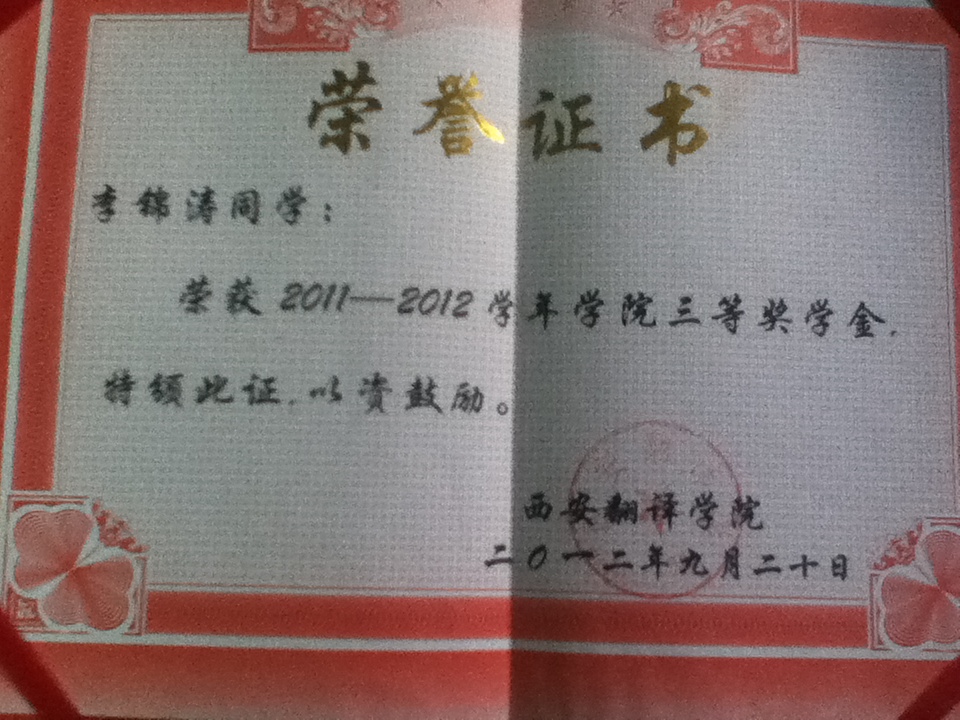 荣誉证书
李锦涛同学：
荣获2011—2012学年学院三等奖学金，
特颁此证，以资鼓励。
西安翻译学院
二〇一二年九月二十日